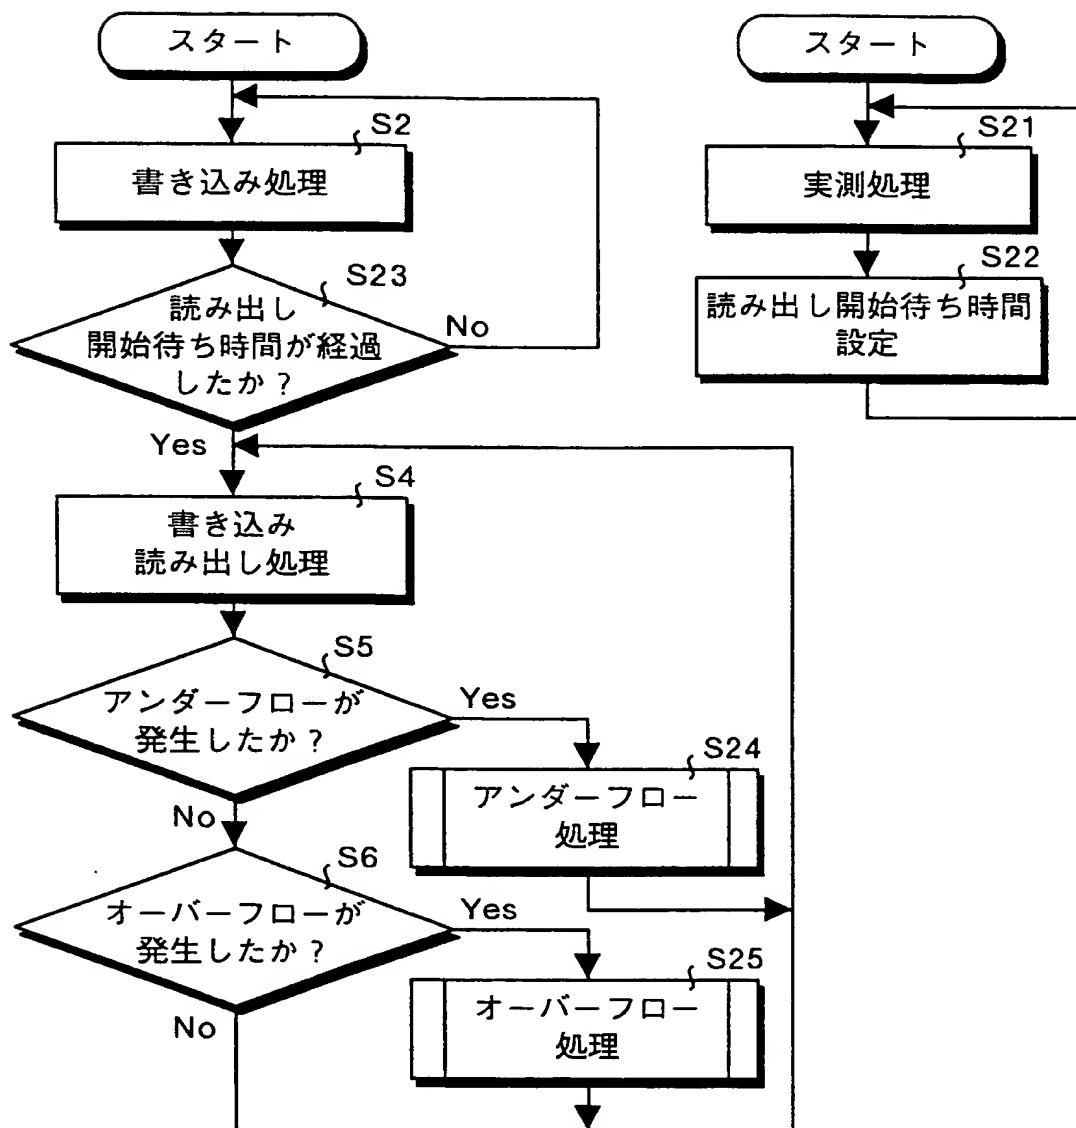 スタート
S2
書き込み処理
S23
読み出し
開始待ち時間が経過
したか？
No
Yes
S4
書き込み
読み出し処理
S5
アンダーフローが
発生したか？
Yes
No
S24
アンダーフロー
処理
S6
オーバーフローが
発生したか？
Yes
No
S25
オーバーフロー
処理
スタート
S21
実測処理
S22
読み出し開始待ち時間
設定